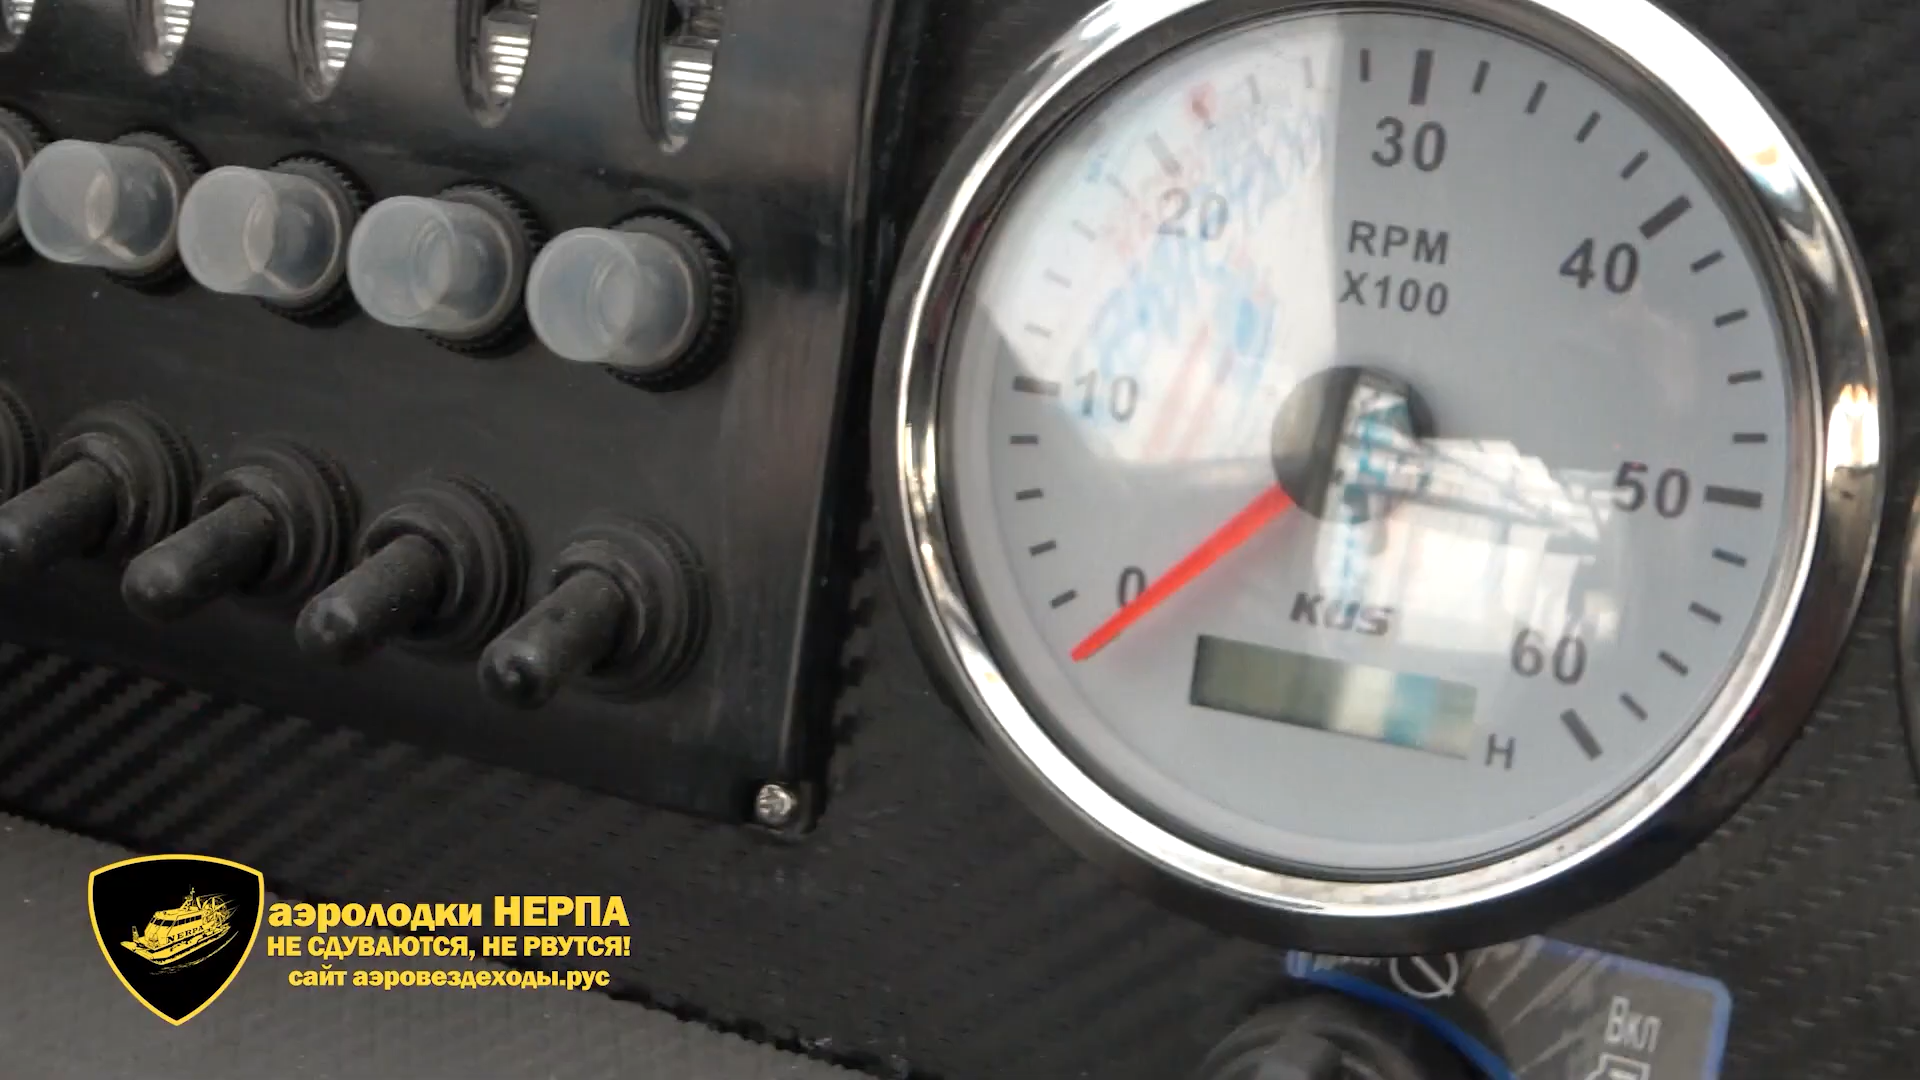 30
20
RPM
X100
40
10
50
0
KUS
60
H
NERPA
аэролодки НЕРПА
НЕ СДУВАЮТСЯ, НЕ РВУТСЯ!
сайт аэровездеходы.рус
Вкл